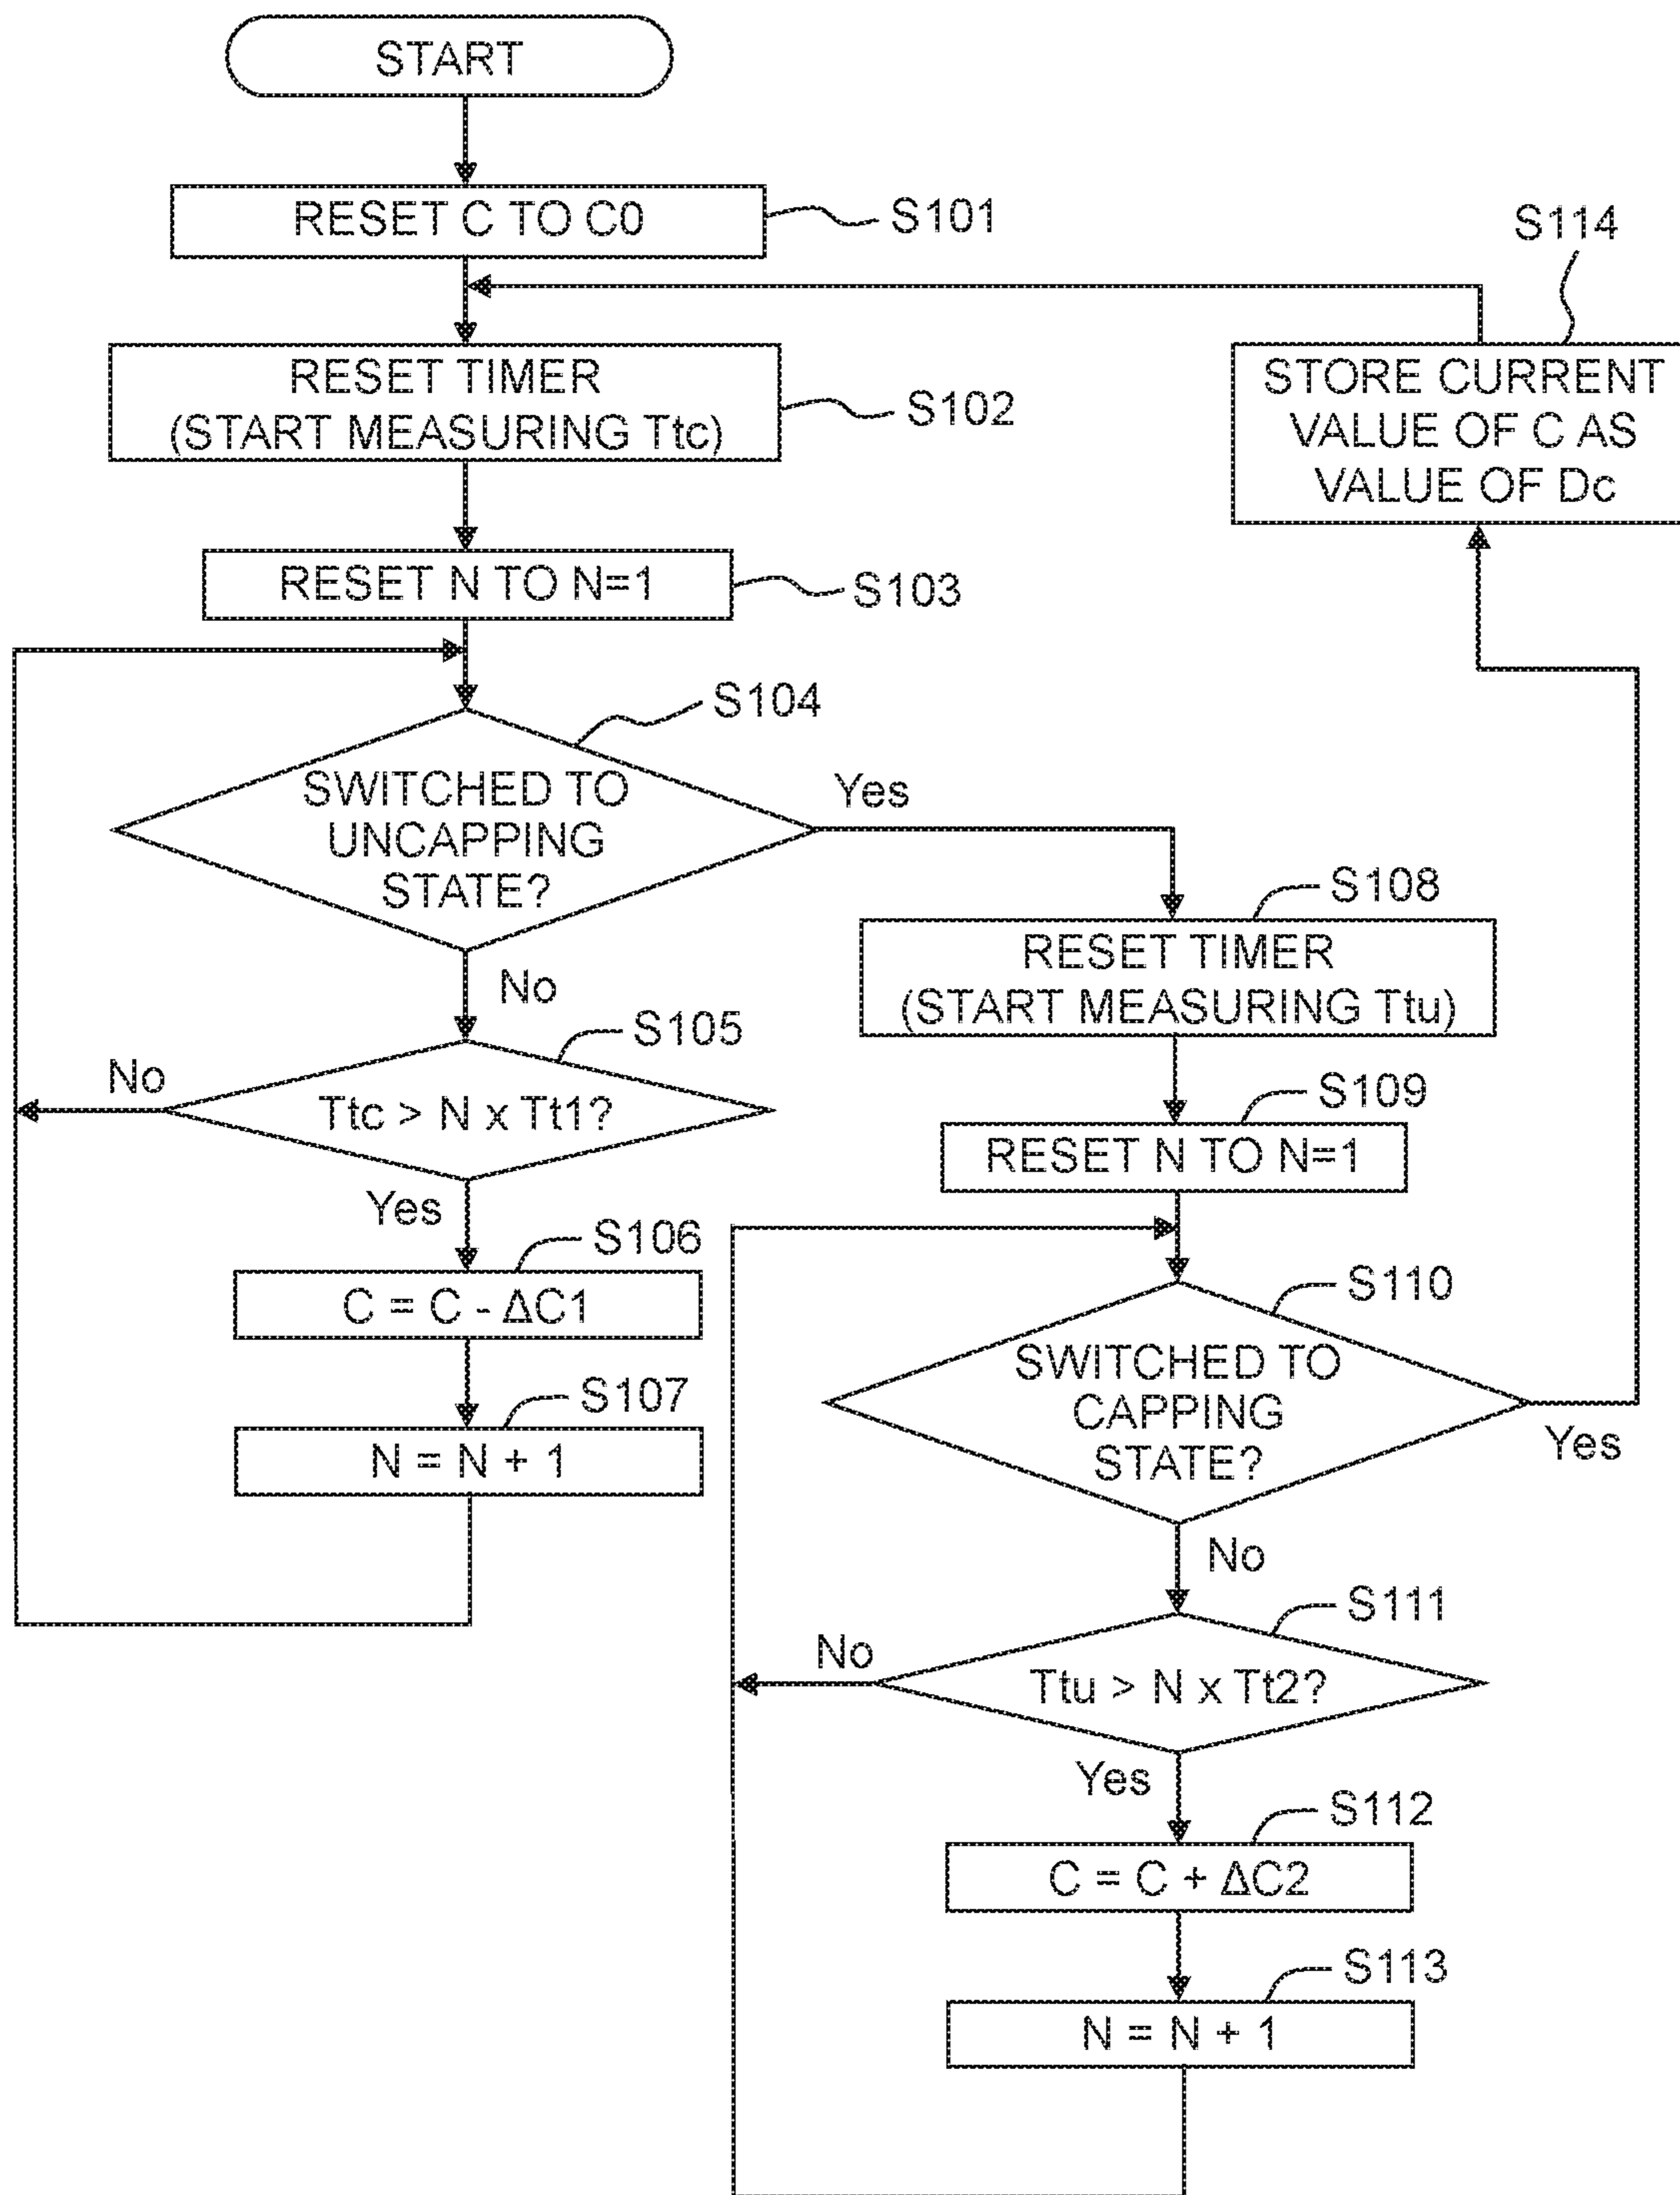 START
RESET C TO C0
S101
S114
RESET TIMER
(START MEASURING Ttc)
S102
STORE CURRENT
VALUE OF C AS
VALUE OF Dc
RESET N TO N=1
S103
S104
SWITCHED TO
UNCAPPING
STATE?
Yes
No
S105
Ttc > N x Tt1?
No
Yes
S106
C = C - ΔC1
S107
N = N + 1
S108
RESET TIMER
(START MEASURING Ttu)
S109
RESET N TO N=1
S110
SWITCHED TO
CAPPING
STATE?
Yes
No
S111
Ttu > N x Tt2?
No
Yes
S112
C = C + ΔC2
S113
N = N + 1